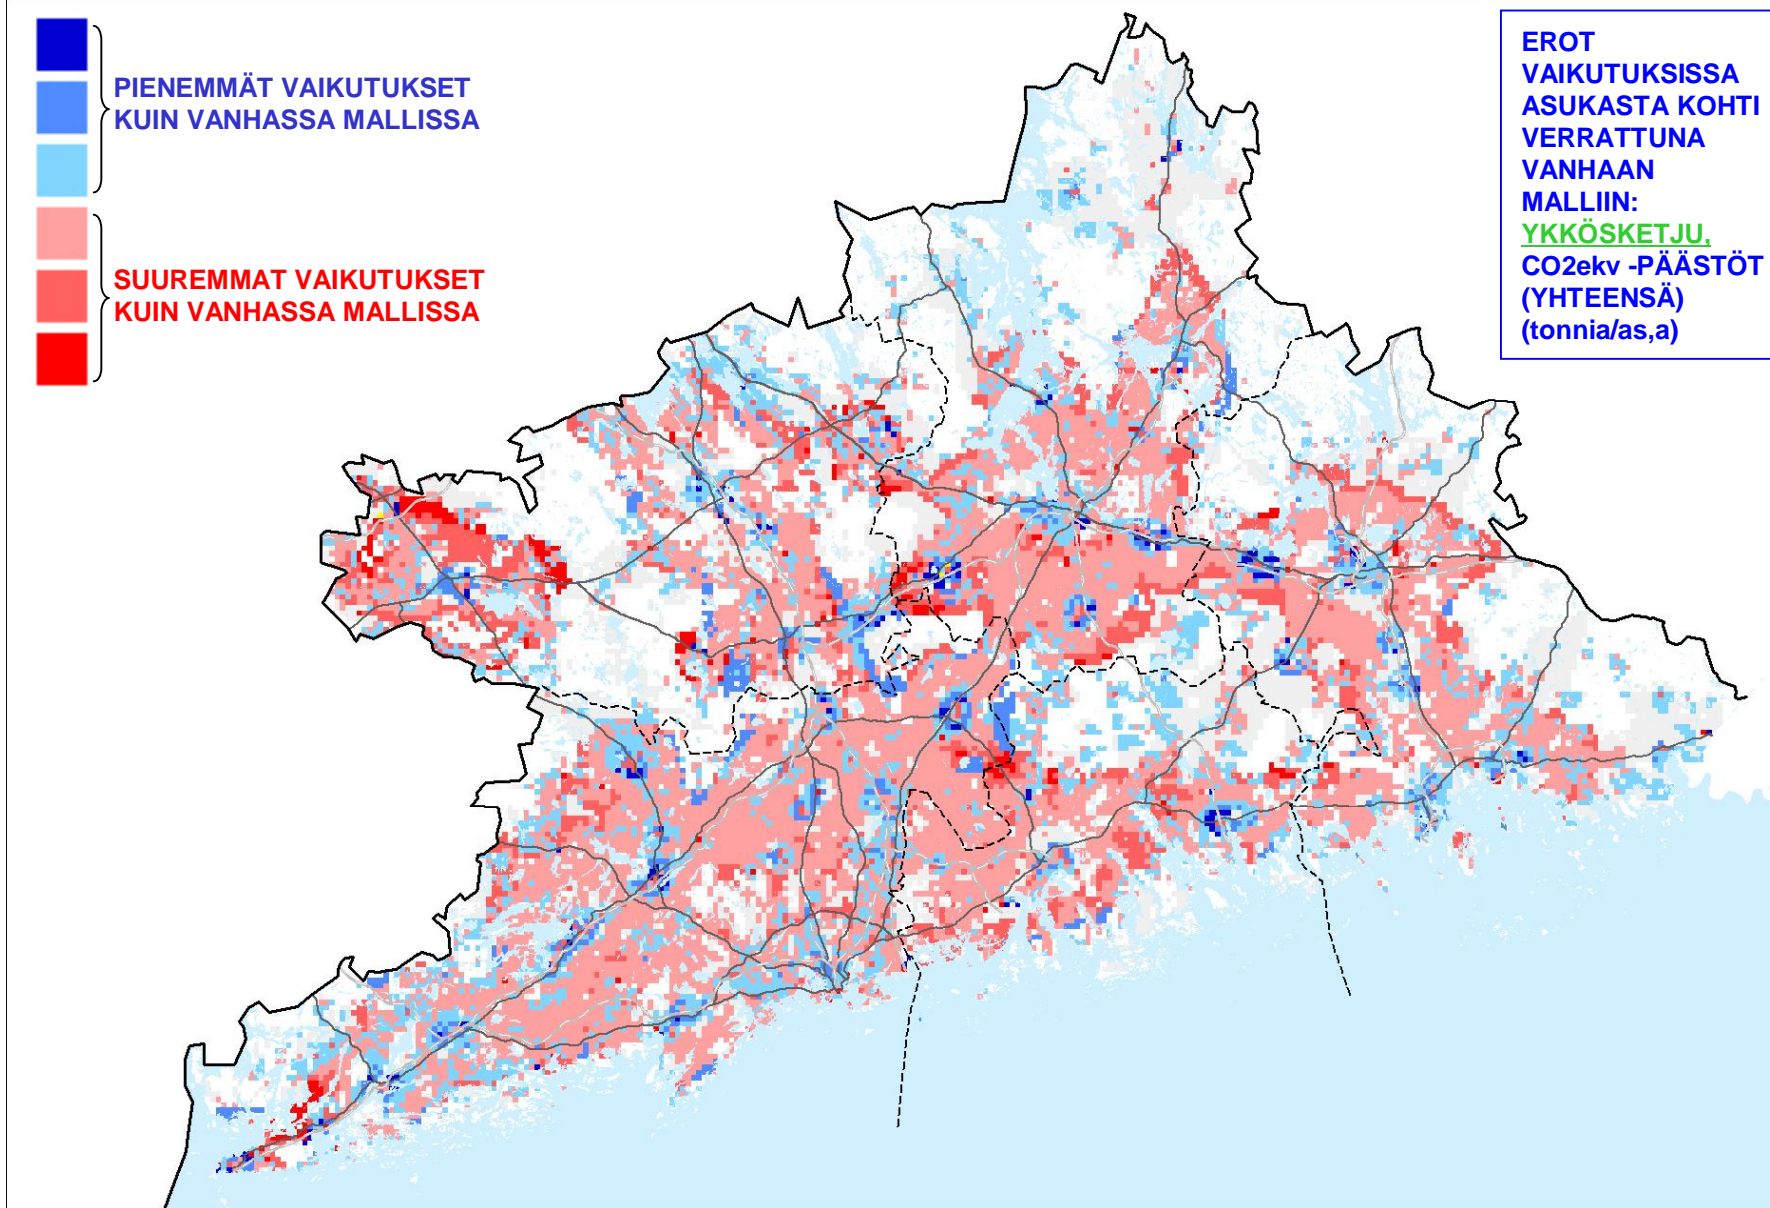 PIENEMMÄT VAIKUTUKSET
KUIN VANHASSA MALLISSA
SUUREMMAT VAIKUTUKSET
KUIN VANHASSA MALLISSA
EROT
VAIKUTUKSISSA
ASUKASTA KOHTI
VERRATTUNA
VANHAAN
MALLIIN:
YKKÖSKETJU,
CO2ekv -PÄÄSTÖT
(YHTEENSÄ)
(tonnia/as,a)